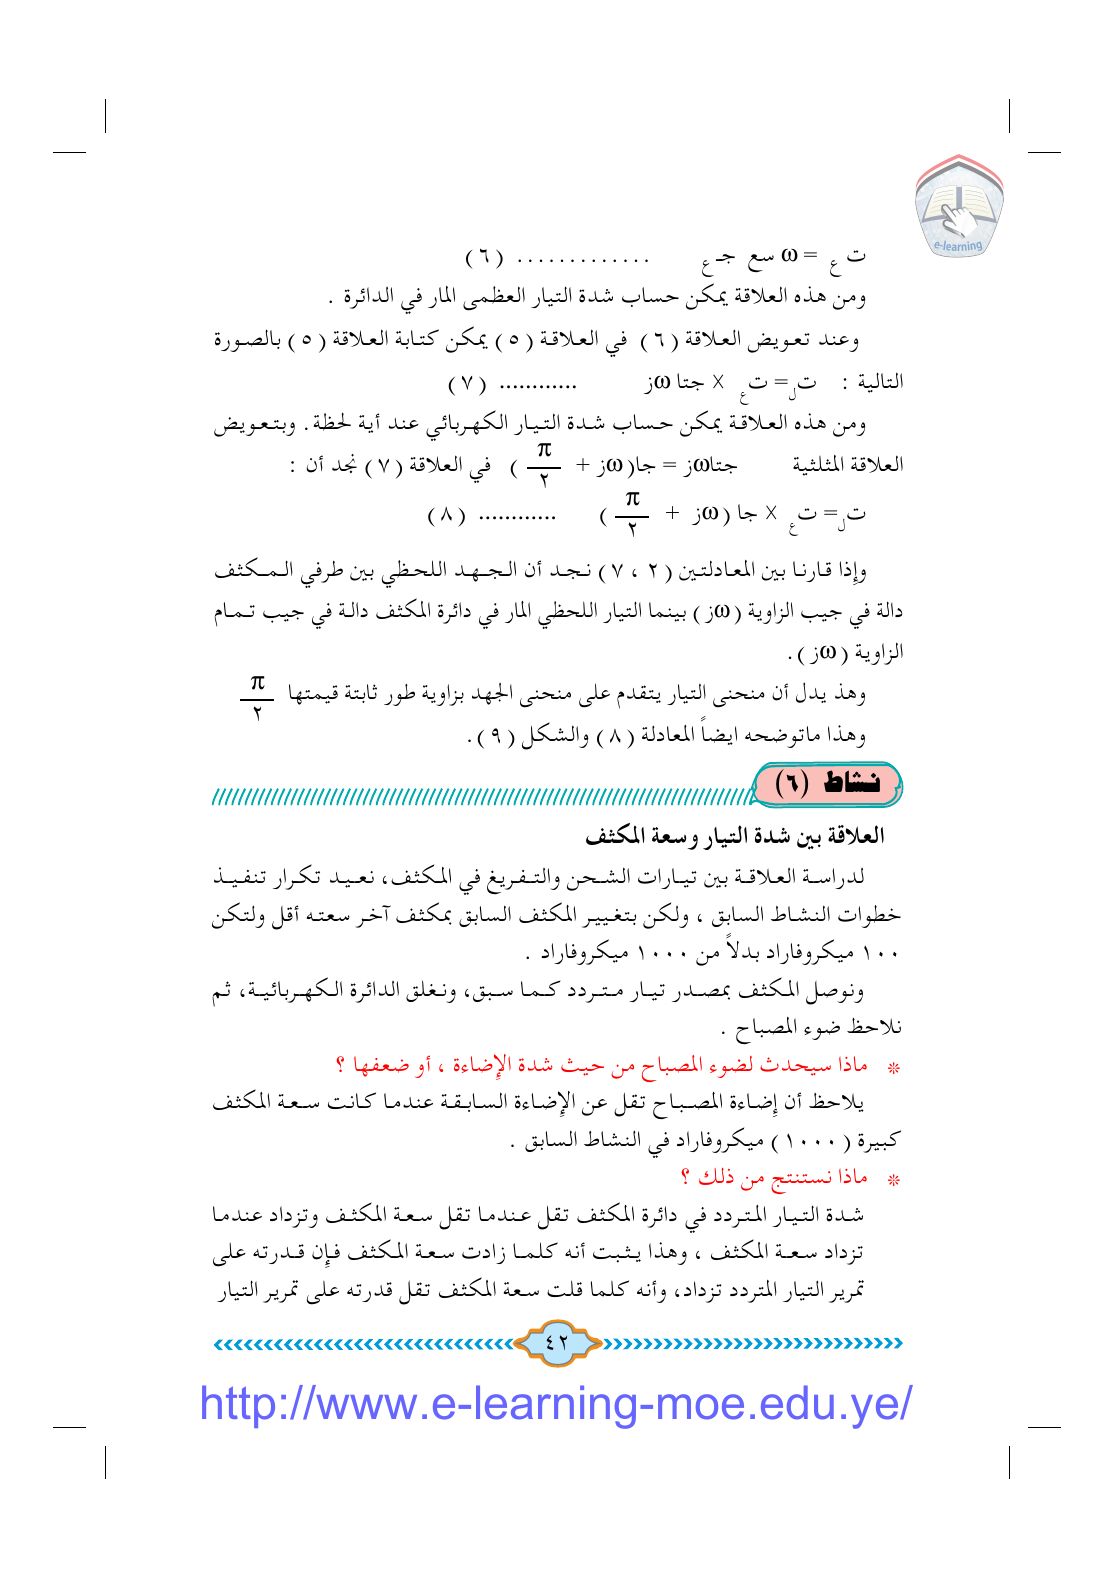 e-learning
ت ع = ω سع جـ ع ............. (٦)
ومن هذه العلاقة يمكن حساب شدة التيار العظمى المار في الدائرة .
وعند تعويض العلاقة (٦) في العلاقة (٥) يمكن كتابة العلاقة (٥) بالصورة
التالية : تل = تع × جتا ωز ............ (٧)
ومن هذه العلاقة يمكن حساب شدة التيار الكهربائي عند أية لحظة. وبتعويض
العلاقة المثلثية جتاωز = جا(ωز + π/٢) في العلاقة (٧) نجد أن :
تل = تع × جا (ωز + π/٢) ............ (٨)
وإذا قارنا بين المعادلتين (٢ ، ٧) نجد أن الجهد اللحظي بين طرفي المكثف
دالة في جيب الزاوية (ωز) بينما التيار اللحظي المار في دائرة المكثف دالة في جيب تمام
الزاوية (ωز).
وهذ يدل أن منحنى التيار يتقدم على منحنى الجهد بزاوية طور ثابتة قيمتها π/٢
وهذا ماتوضحه ايضاً المعادلة (٨) والشكل (٩).
نشاط (٦)
العلاقة بين شدة التيار وسعة المكثف
لدراسة العلاقة بين تيارات الشحن والتفريغ في المكثف، نعيد تكرار تنفيذ
خطوات النشاط السابق ، ولكن بتغيير المكثف السابق بمكثف آخر سعته أقل ولتكن
١٠٠ ميكروفاراد بدلاً من ١٠٠٠ ميكروفاراد .
ونوصل المكثف بمصدر تيار متردد كما سبق، ونغلق الدائرة الكهربائية، ثم
نلاحظ ضوء المصباح .
* ماذا سيحدث لضوء المصباح من حيث شدة الإضاءة ، أو ضعفها ؟
يلاحظ أن إضاءة المصباح تقل عن الإضاءة السابقة عندما كانت سعة المكثف
كبيرة (١٠٠٠) ميكروفاراد في النشاط السابق .
* ماذا نستنتج من ذلك ؟
شدة التيار المتردد في دائرة المكثف تقل عندما تقل سعة المكثف وتزداد عندما
تزداد سعة المكثف ، وهذا يثبت أنه كلما زادت سعة المكثف فإن قدرته على
تمرير التيار المتردد تزداد، وأنه كلما قلت سعة المكثف تقل قدرته على تمرير التيار
٤٢
http://www.e-learning-moe.edu.ye/